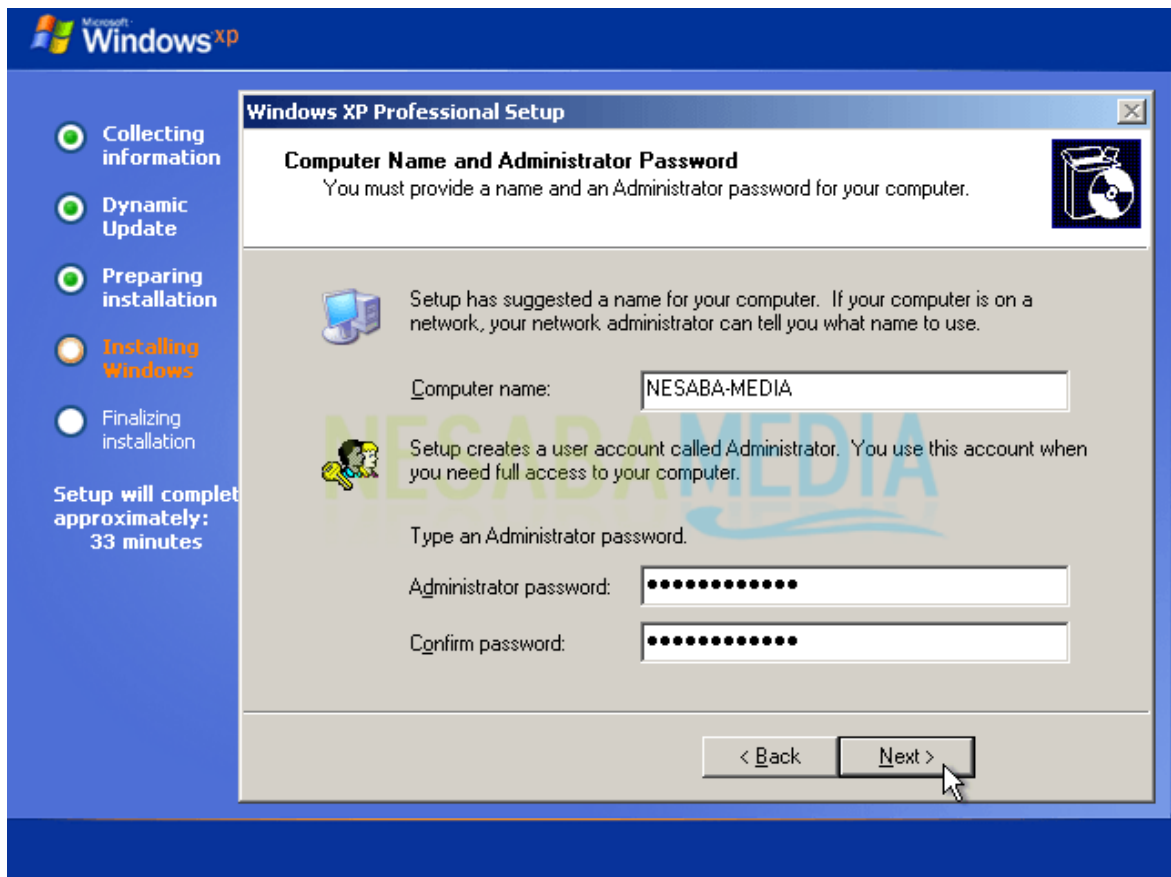 Microsoft
Windows xp
Collecting
information
Dynamic
Update
Preparing
installation
Installing
Windows
Finalizing
installation
Setup will complet
approximately:
33 minutes
Windows XP Professional Setup
Computer Name and Administrator Password
You must provide a name and an Administrator password for your computer.
Setup has suggested a name for your computer.  If your computer is on a
network, your network administrator can tell you what name to use.
Computer name:
NESABA-MEDIA
NESABAMEDIA
Setup creates a user account called Administrator.  You use this account when
you need full access to your computer.
Type an Administrator password.
Administrator password:
●●●●●●●●●●●●
Confirm password:
●●●●●●●●●●●●
< Back
Next >